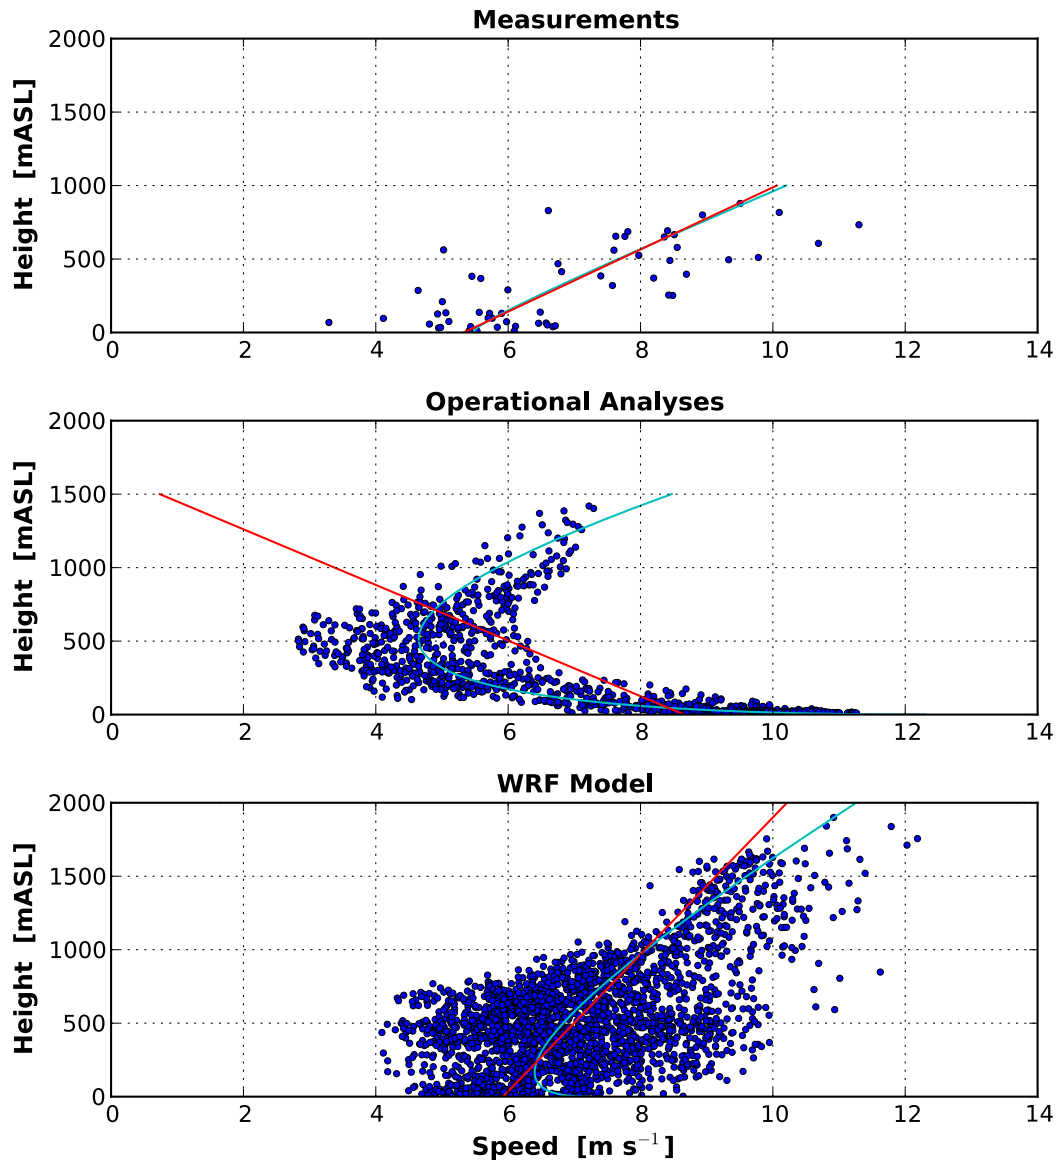 Measurements
2000
1500
1000
500
0
Height [mASL]
0 2 4 6 8 10 12 14
Operational Analyses
2000
1500
1000
500
0
Height [mASL]
0 2 4 6 8 10 12 14
WRF Model
2000
1500
1000
500
0
Height [mASL]
0 2 4 6 8 10 12 14
Speed [m s⁻¹]